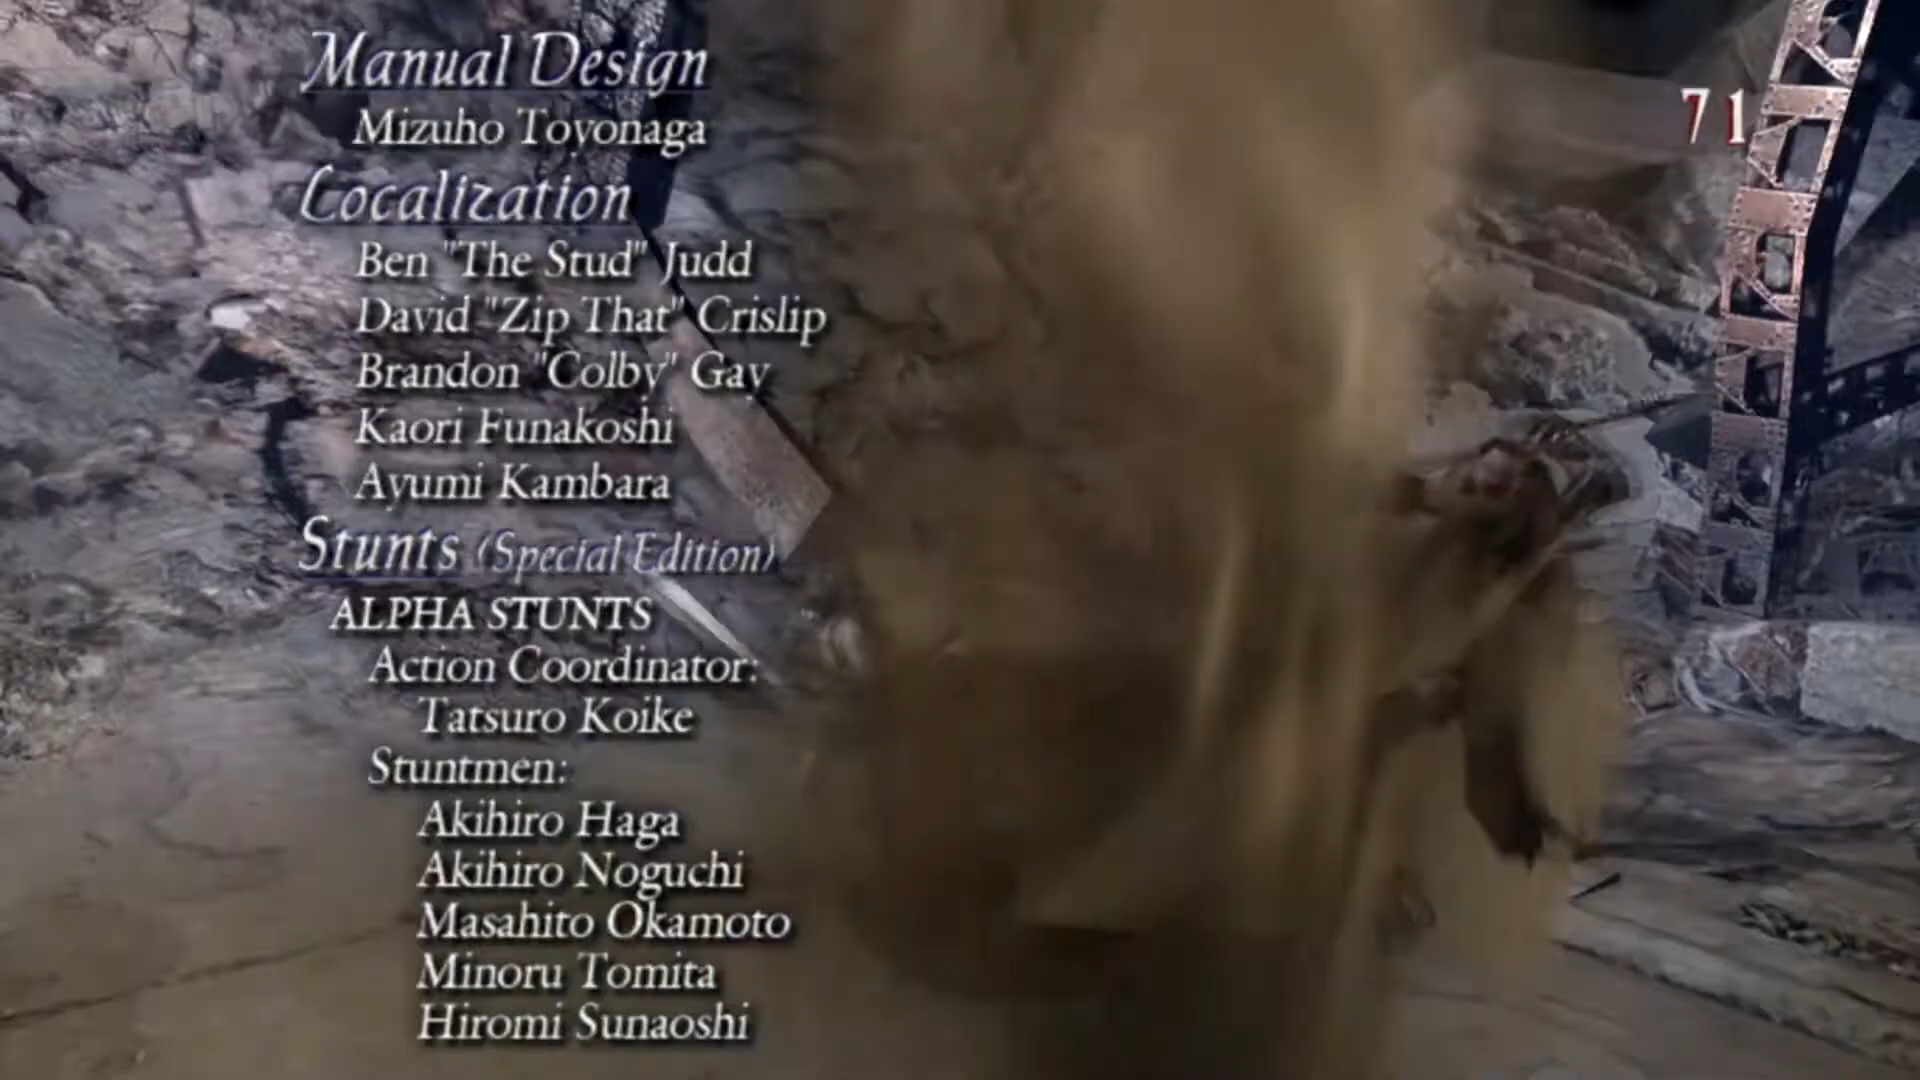 Manual Design
Mizuho Toyonaga
71
Localization
Ben "The Stud" Judd
David "Zip That" Crislip
Brandon "Colby" Gay
Kaori Funakoshi
Ayumi Kambara
Stunts (Special Edition)
ALPHA STUNTS
Action Coordinator:
Tatsuro Koike
Stuntmen:
Akihiro Haga
Akihiro Noguchi
Masahito Okamoto
Minoru Tomita
Hiromi Sunaoshi